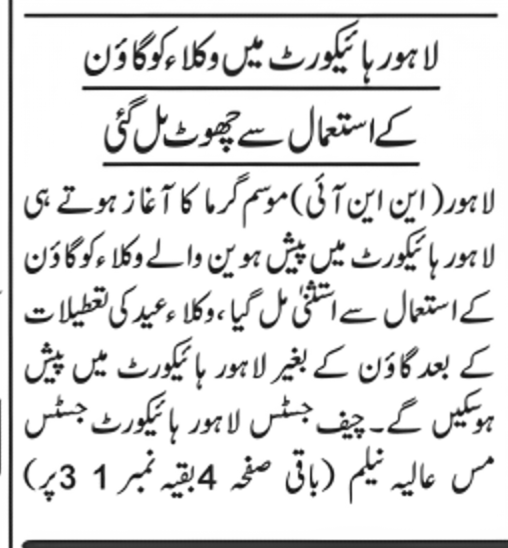 لاہور ہائیکورٹ میں وکلاء کو گاؤن
کے استعمال سے چھوٹ مل گئی
لاہور (این این آئی) موسم گرما کا آغاز ہوتے ہی
لاہور ہائیکورٹ میں پیش ہوین والے وکلاء کو گاؤن
کے استعمال سے استثنیٰ مل گیا، وکلاء عید کی تعطیلات
کے بعد گاؤن کے بغیر لاہور ہائیکورٹ میں پیش
ہوسکیں گے۔ چیف جسٹس لاہور ہائیکورٹ جسٹس
مس عالیہ نیلم (باقی صفحہ 4 بقیہ نمبر 1 3 پر)